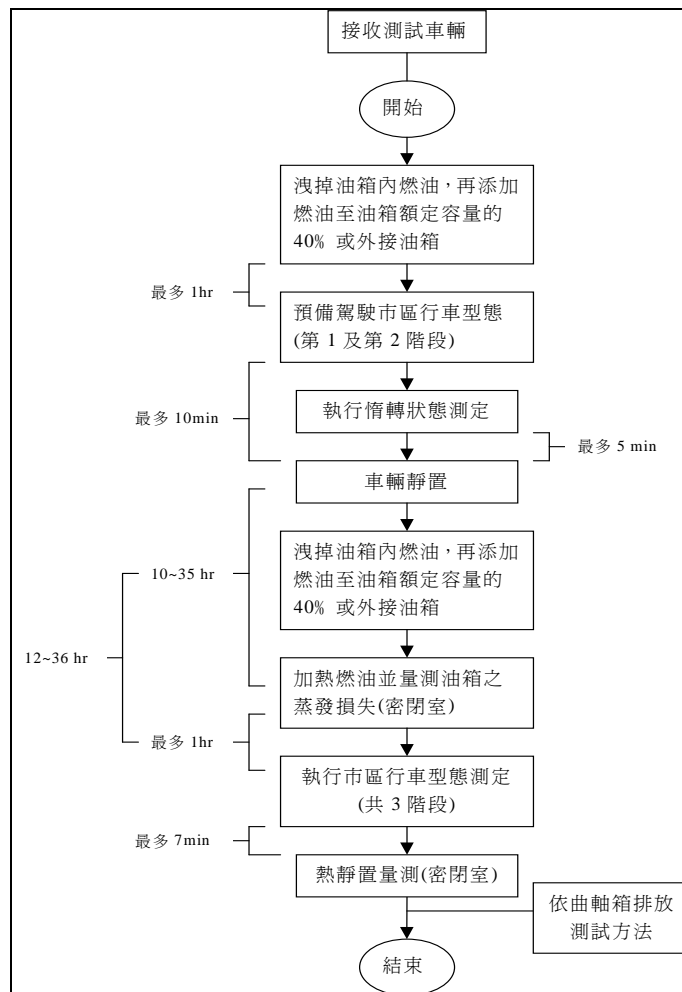 接收測試車輛
開始
洩掉油箱內燃油，再添加
燃油至油箱額定容量的
40% 或外接油箱
最多 1hr
預備駕駛市區行車型態
(第 1 及第 2 階段)
最多 10min
執行惰轉狀態測定
最多 5 min
車輛靜置
洩掉油箱內燃油，再添加
燃油至油箱額定容量的
40% 或外接油箱
10~35 hr
12~36 hr
加熱燃油並量測油箱之
蒸發損失(密閉室)
最多 1hr
執行市區行車型態測定
(共 3 階段)
最多 7min
熱靜置量測(密閉室)
依曲軸箱排放
測試方法
結束